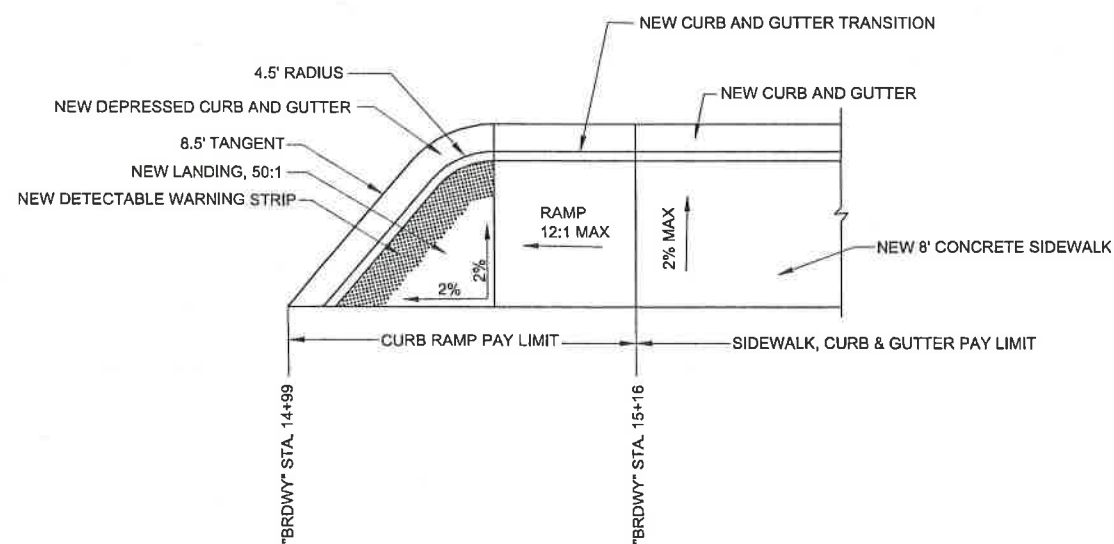 NEW CURB AND GUTTER TRANSITION
4.5' RADIUS
NEW CURB AND GUTTER
NEW DEPRESSED CURB AND GUTTER
8.5' TANGENT
NEW LANDING, 50:1
NEW DETECTABLE WARNING STRIP
RAMP
12:1 MAX
2% MAX
NEW 8' CONCRETE SIDEWALK
2%
2%
CURB RAMP PAY LIMIT
SIDEWALK, CURB & GUTTER PAY LIMIT
"BRDWY" STA. 14+99
"BRDWY" STA. 15+16